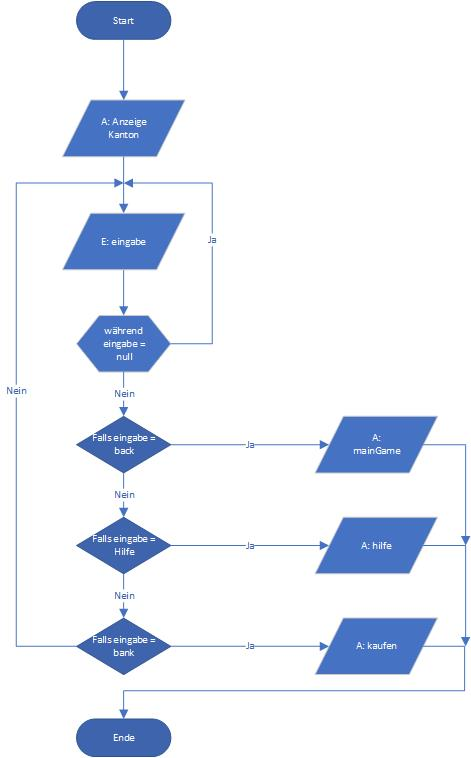 Start
A: Anzeige
Kanton
E: eingabe
Ja
während
eingabe =
null
Nein
Nein
Falls eingabe =
back
Ja
A:
mainGame
Nein
Falls eingabe =
Hilfe
Ja
A: hilfe
Nein
Falls eingabe =
bank
Ja
A: kaufen
Ende